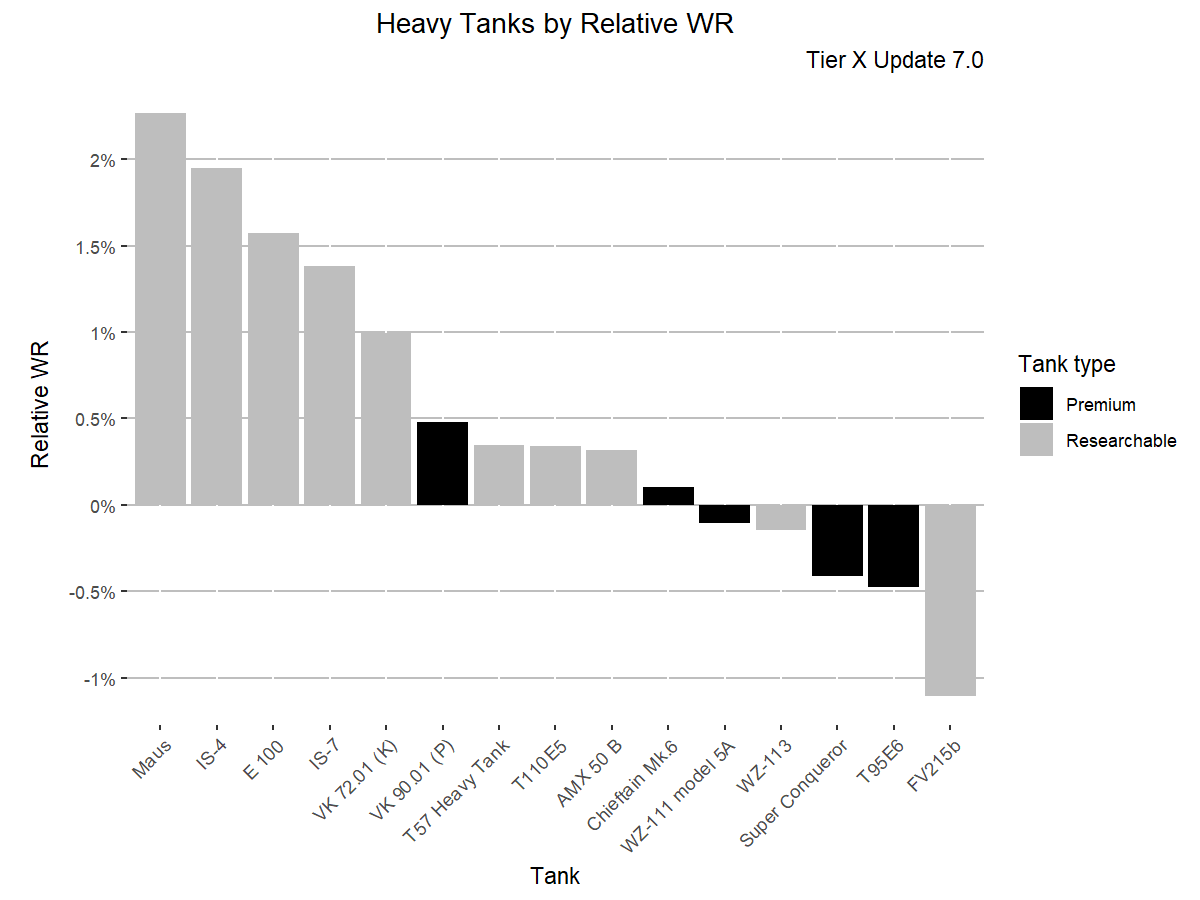 Heavy Tanks by Relative WR
Tier X Update 7.0
Relative WR
2%
1.5%
1%
0.5%
0%
-0.5%
-1%
Maus
IS-4
E 100
IS-7
VK 72.01 (K)
VK 90.01 (P)
T57 Heavy Tank
T110E5
AMX 50 B
Chieftain Mk.6
WZ-111 model 5A
WZ-113
Super Conqueror
T95E6
FV215b
Tank
Tank type
Premium
Researchable